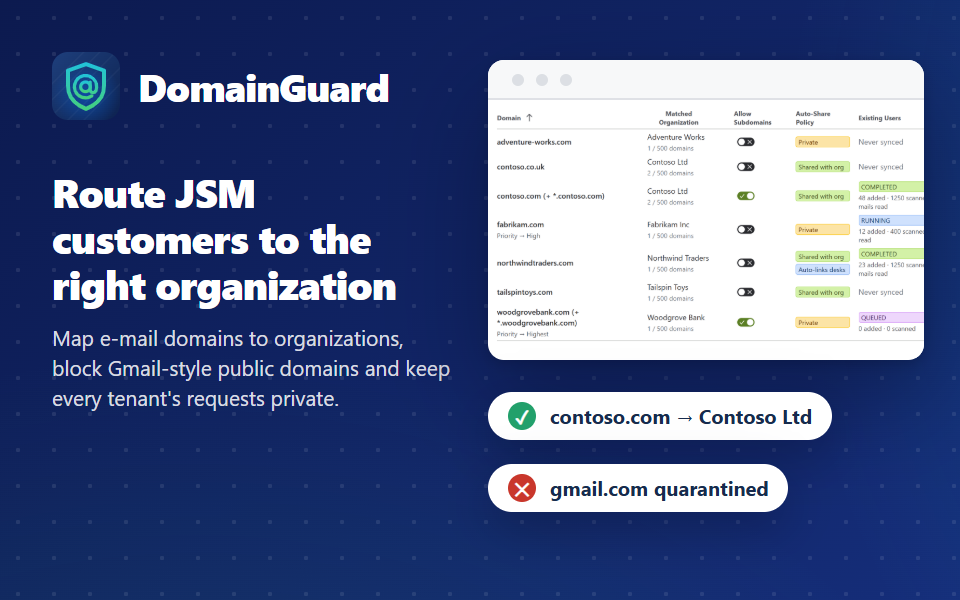 @
DomainGuard
Route JSM
customers to the
right organization
Map e-mail domains to organizations,
block Gmail-style public domains and keep
every tenant's requests private.
Domain ↑ Matched Organization Allow Subdomains Auto-Share Policy Existing Users
adventure-works.com Adventure Works Private Never synced
1 / 500 domains
contoso.co.uk Contoso Ltd Shared with org Never synced
2 / 500 domains
contoso.com (+ *.contoso.com) Contoso Ltd Shared with org COMPLETED
2 / 500 domains 48 added · 1250 scanne
mails read
fabrikam.com Fabrikam Inc Private RUNNING
Priority → High 1 / 500 domains 12 added · 400 scanned
read
northwindtraders.com Northwind Traders Shared with org COMPLETED
1 / 500 domains Auto-links desks 23 added · 1250 scanne
mails read
tailspintoys.com Tailspin Toys Shared with org Never synced
1 / 500 domains
woodgrovebank.com (+ Woodgrove Bank Private QUEUED
*.woodgrovebank.com) 1 / 500 domains 0 added · 0 scanned
Priority → Highest
contoso.com → Contoso Ltd
gmail.com quarantined